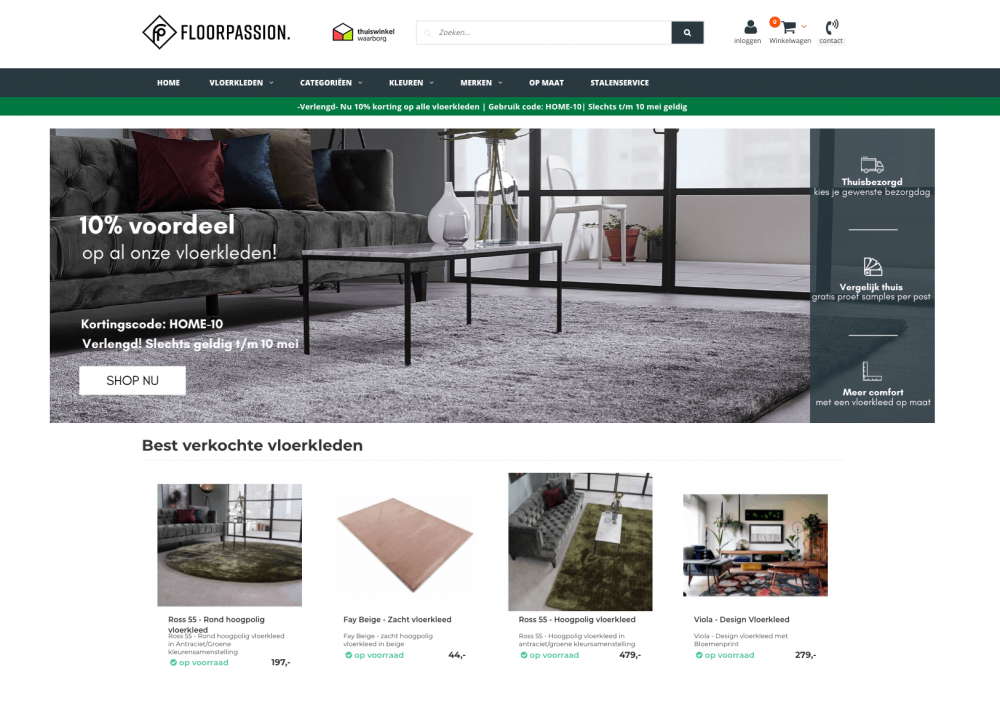 FLOORPASSION.
thuiswinkel
waarborg
Zoeken...
0
inloggen
Winkelwagen
contact
HOME
VLOERKLEDEN
CATEGORIËEN
KLEUREN
MERKEN
OP MAAT
STALENSERVICE
-Verlengd- Nu 10% korting op alle vloerkleden | Gebruik code: HOME-10| Slechts t/m 10 mei geldig
10% voordeel
op al onze vloerkleden!
Kortingscode: HOME-10
Verlengd! Slechts geldig t/m 10 mei
SHOP NU
Thuisbezorgd
kies je gewenste bezorgdag
Vergelijk thuis
gratis proef samples per post
Meer comfort
met een vloerkleed op maat
Best verkochte vloerkleden
Ross 55 - Rond hoogpolig
vloerkleed
Ross 55 - Rond hoogpolig vloerkleed
in Antraciet/Groene
kleurensamenstelling
op voorraad
197,-
Fay Beige - Zacht vloerkleed
Fay Beige - zacht hoogpolig
vloerkleed in beige
op voorraad
44,-
Ross 55 - Hoogpolig vloerkleed
Ross 55 - Hoogpolig vloerkleed in
antraciet/groene kleursamenstelling
op voorraad
479,-
Viola - Design Vloerkleed
Viola - Design vloerkleed met
Bloemenprint
op voorraad
279,-